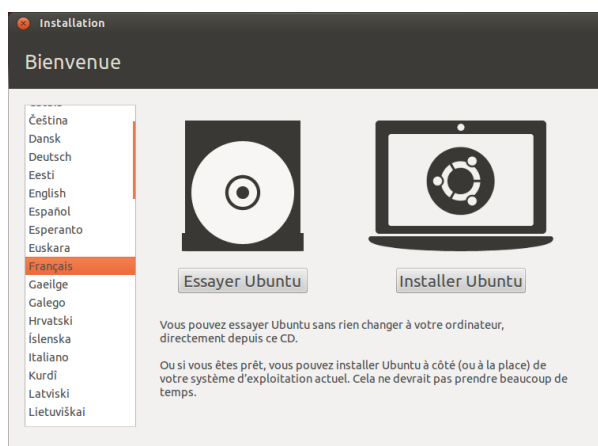 Installation
Bienvenue
Čeština
Dansk
Deutsch
Eesti
English
Español
Esperanto
Euskara
Français
Gaeilge
Galego
Hrvatski
Íslenska
Italiano
Kurdî
Latviski
Lietuviškai
Essayer Ubuntu
Installer Ubuntu
Vous pouvez essayer Ubuntu sans rien changer à votre ordinateur,
directement depuis ce CD.
Ou si vous êtes prêt, vous pouvez installer Ubuntu à côté (ou à la place) de
votre système d'exploitation actuel. Cela ne devrait pas prendre beaucoup de
temps.